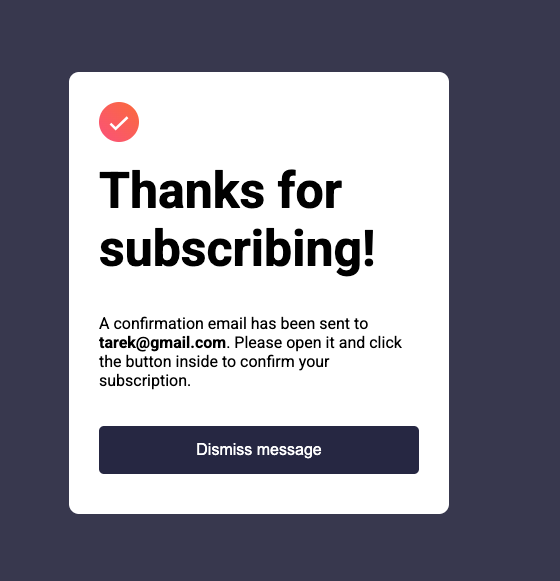 Thanks for
subscribing!
A confirmation email has been sent to
tarek@gmail.com. Please open it and click
the button inside to confirm your
subscription.
Dismiss message